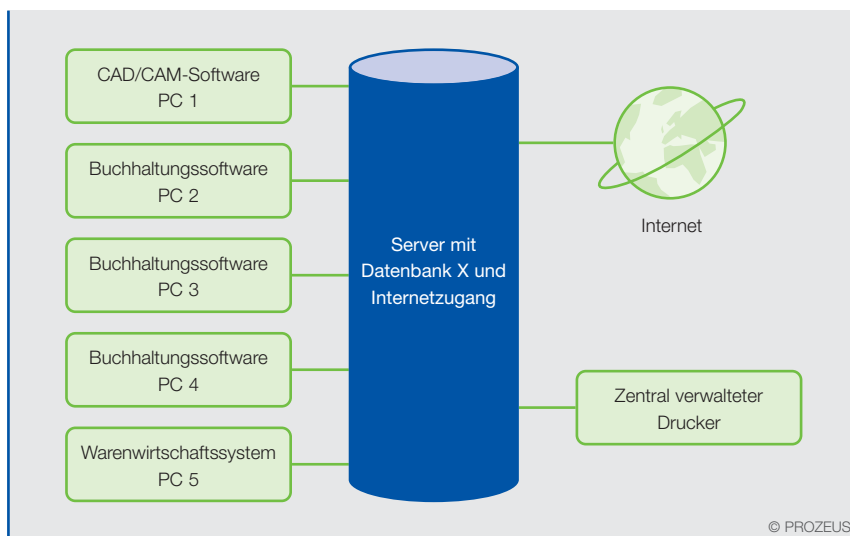 CAD/CAM-Software
PC 1
Buchhaltungssoftware
PC 2
Buchhaltungssoftware
PC 3
Buchhaltungssoftware
PC 4
Warenwirtschaftssystem
PC 5
Server mit
Datenbank X und
Internetzugang
Internet
Zentral verwalteter
Drucker
© PROZEUS